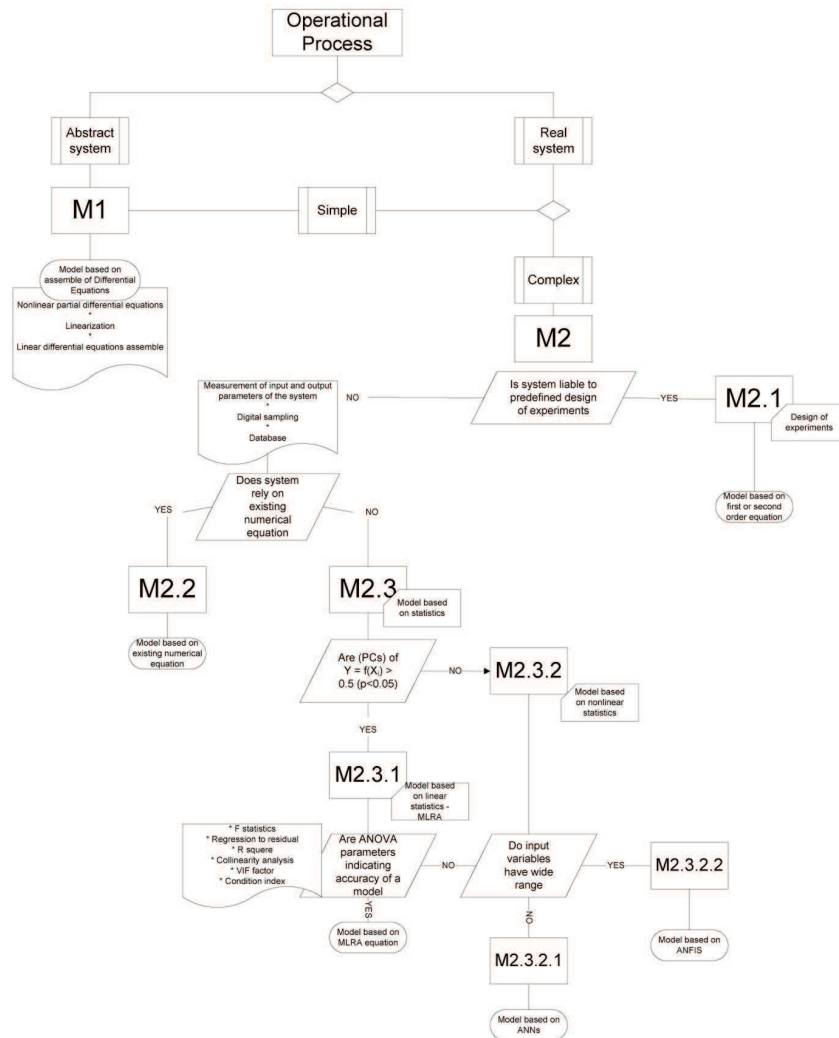 Operational
Process
Abstract
system
Real
system
M1
Simple
Model based on
assemble of Differential
Equations
Nonlinear partial differential equations
*
Linearization
*
Linear differential equations assemble
Complex
M2
Measurement of input and output
parameters of the system
*
Digital sampling
*
Database
NO
Is system liable to
predefined design of
experiments
YES
M2.1
Design of
experiments
Does system
rely on
existing
numerical
equation
YES
NO
Model based on
first or second
order equation
M2.2
M2.3
Model based
on statistics
Model based on
existing numerical
equation
Are (PCs) of
Y = f(Xi) >
0.5 (p<0.05)
NO
M2.3.2
Model based
on nonlinear
statistics
YES
M2.3.1
Model based
on linear
statistics -
MLRA
* F statistics
* Regression to residual
* R squere
* Collinearity analysis
* VIF factor
* Condition index
Are ANOVA
parameters
indicating
accuracy of a
model
NO
Do input
variables
have wide
range
YES
M2.3.2.2
YES
NO
Model based on
MLRA equation
Model based on
ANFIS
M2.3.2.1
Model based on
ANNs